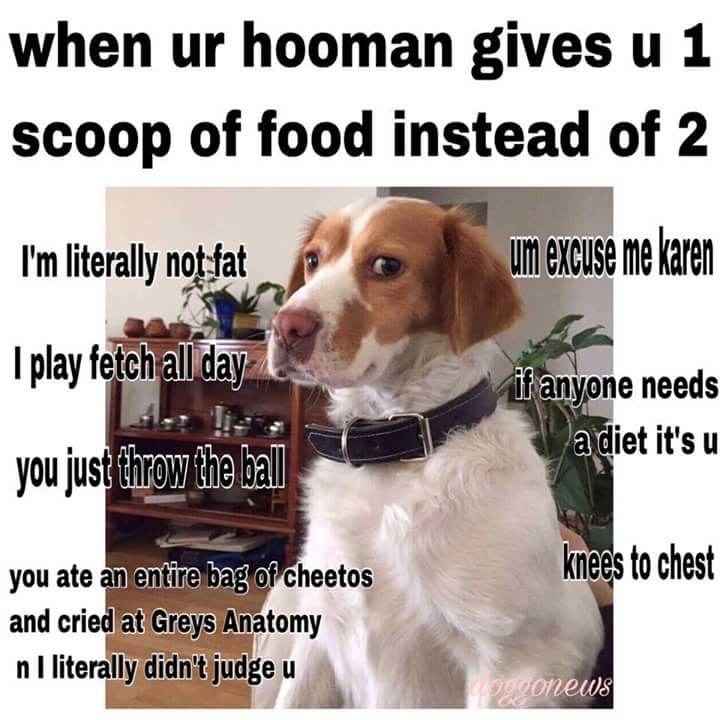 when ur hooman gives u 1
scoop of food instead of 2
I'm literally not fat
um excuse me karen
I play fetch all day
if anyone needs
a diet it's u
you just throw the ball
knees to chest
you ate an entire bag of cheetos
and cried at Greys Anatomy
n I literally didn't judge u
doggonews